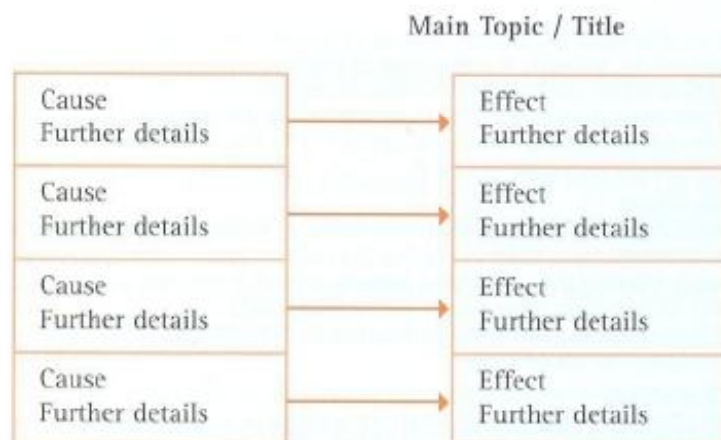 Main Topic / Title
Cause
Further details
Effect
Further details
Cause
Further details
Effect
Further details
Cause
Further details
Effect
Further details
Cause
Further details
Effect
Further details